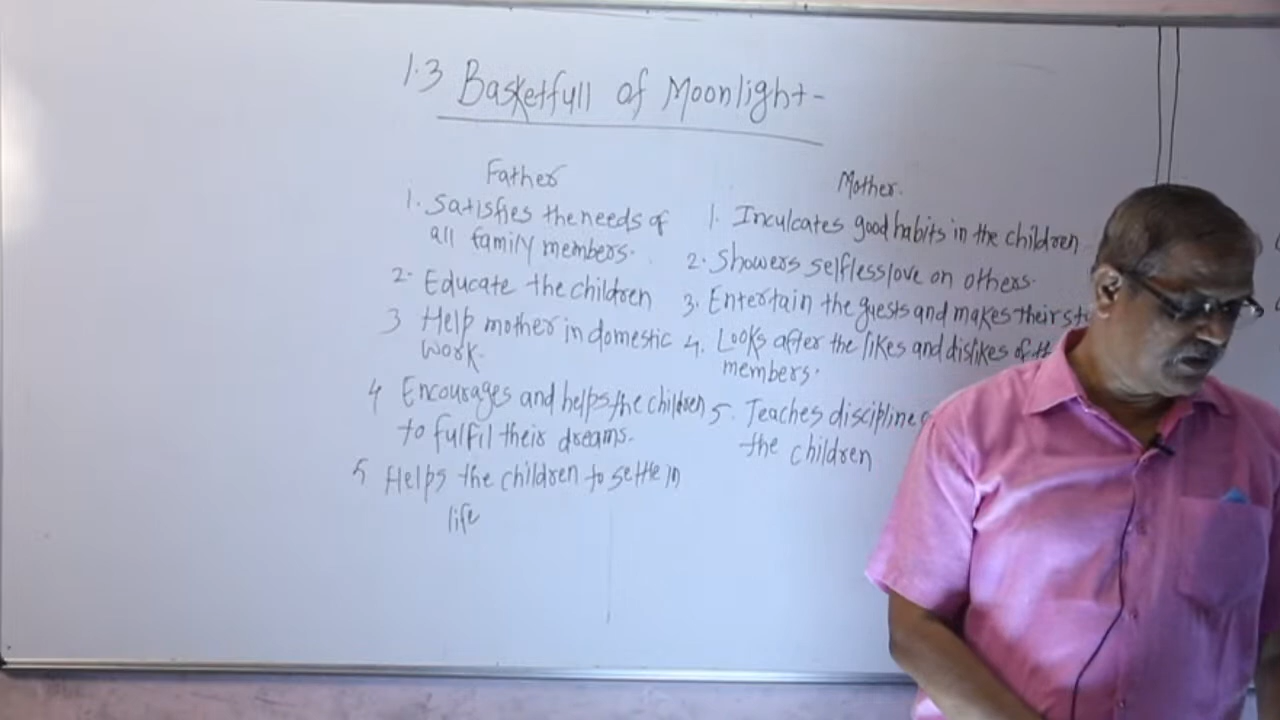 1.3 Basketfull of Moonlight -
Father
1. Satisfies the needs of
all family members.
2. Educate the children
3 Help mother in domestic
work.
4 Encourages and helps the children
to fulfil their dreams.
5 Helps the children to settle in
life
Mother.
1. Inculcates good habits in the children
2. Showers selfless love on others.
3. Entertain the guests and makes their
4. Looks after the likes and dislikes of
members.
5. Teaches discipline
the children